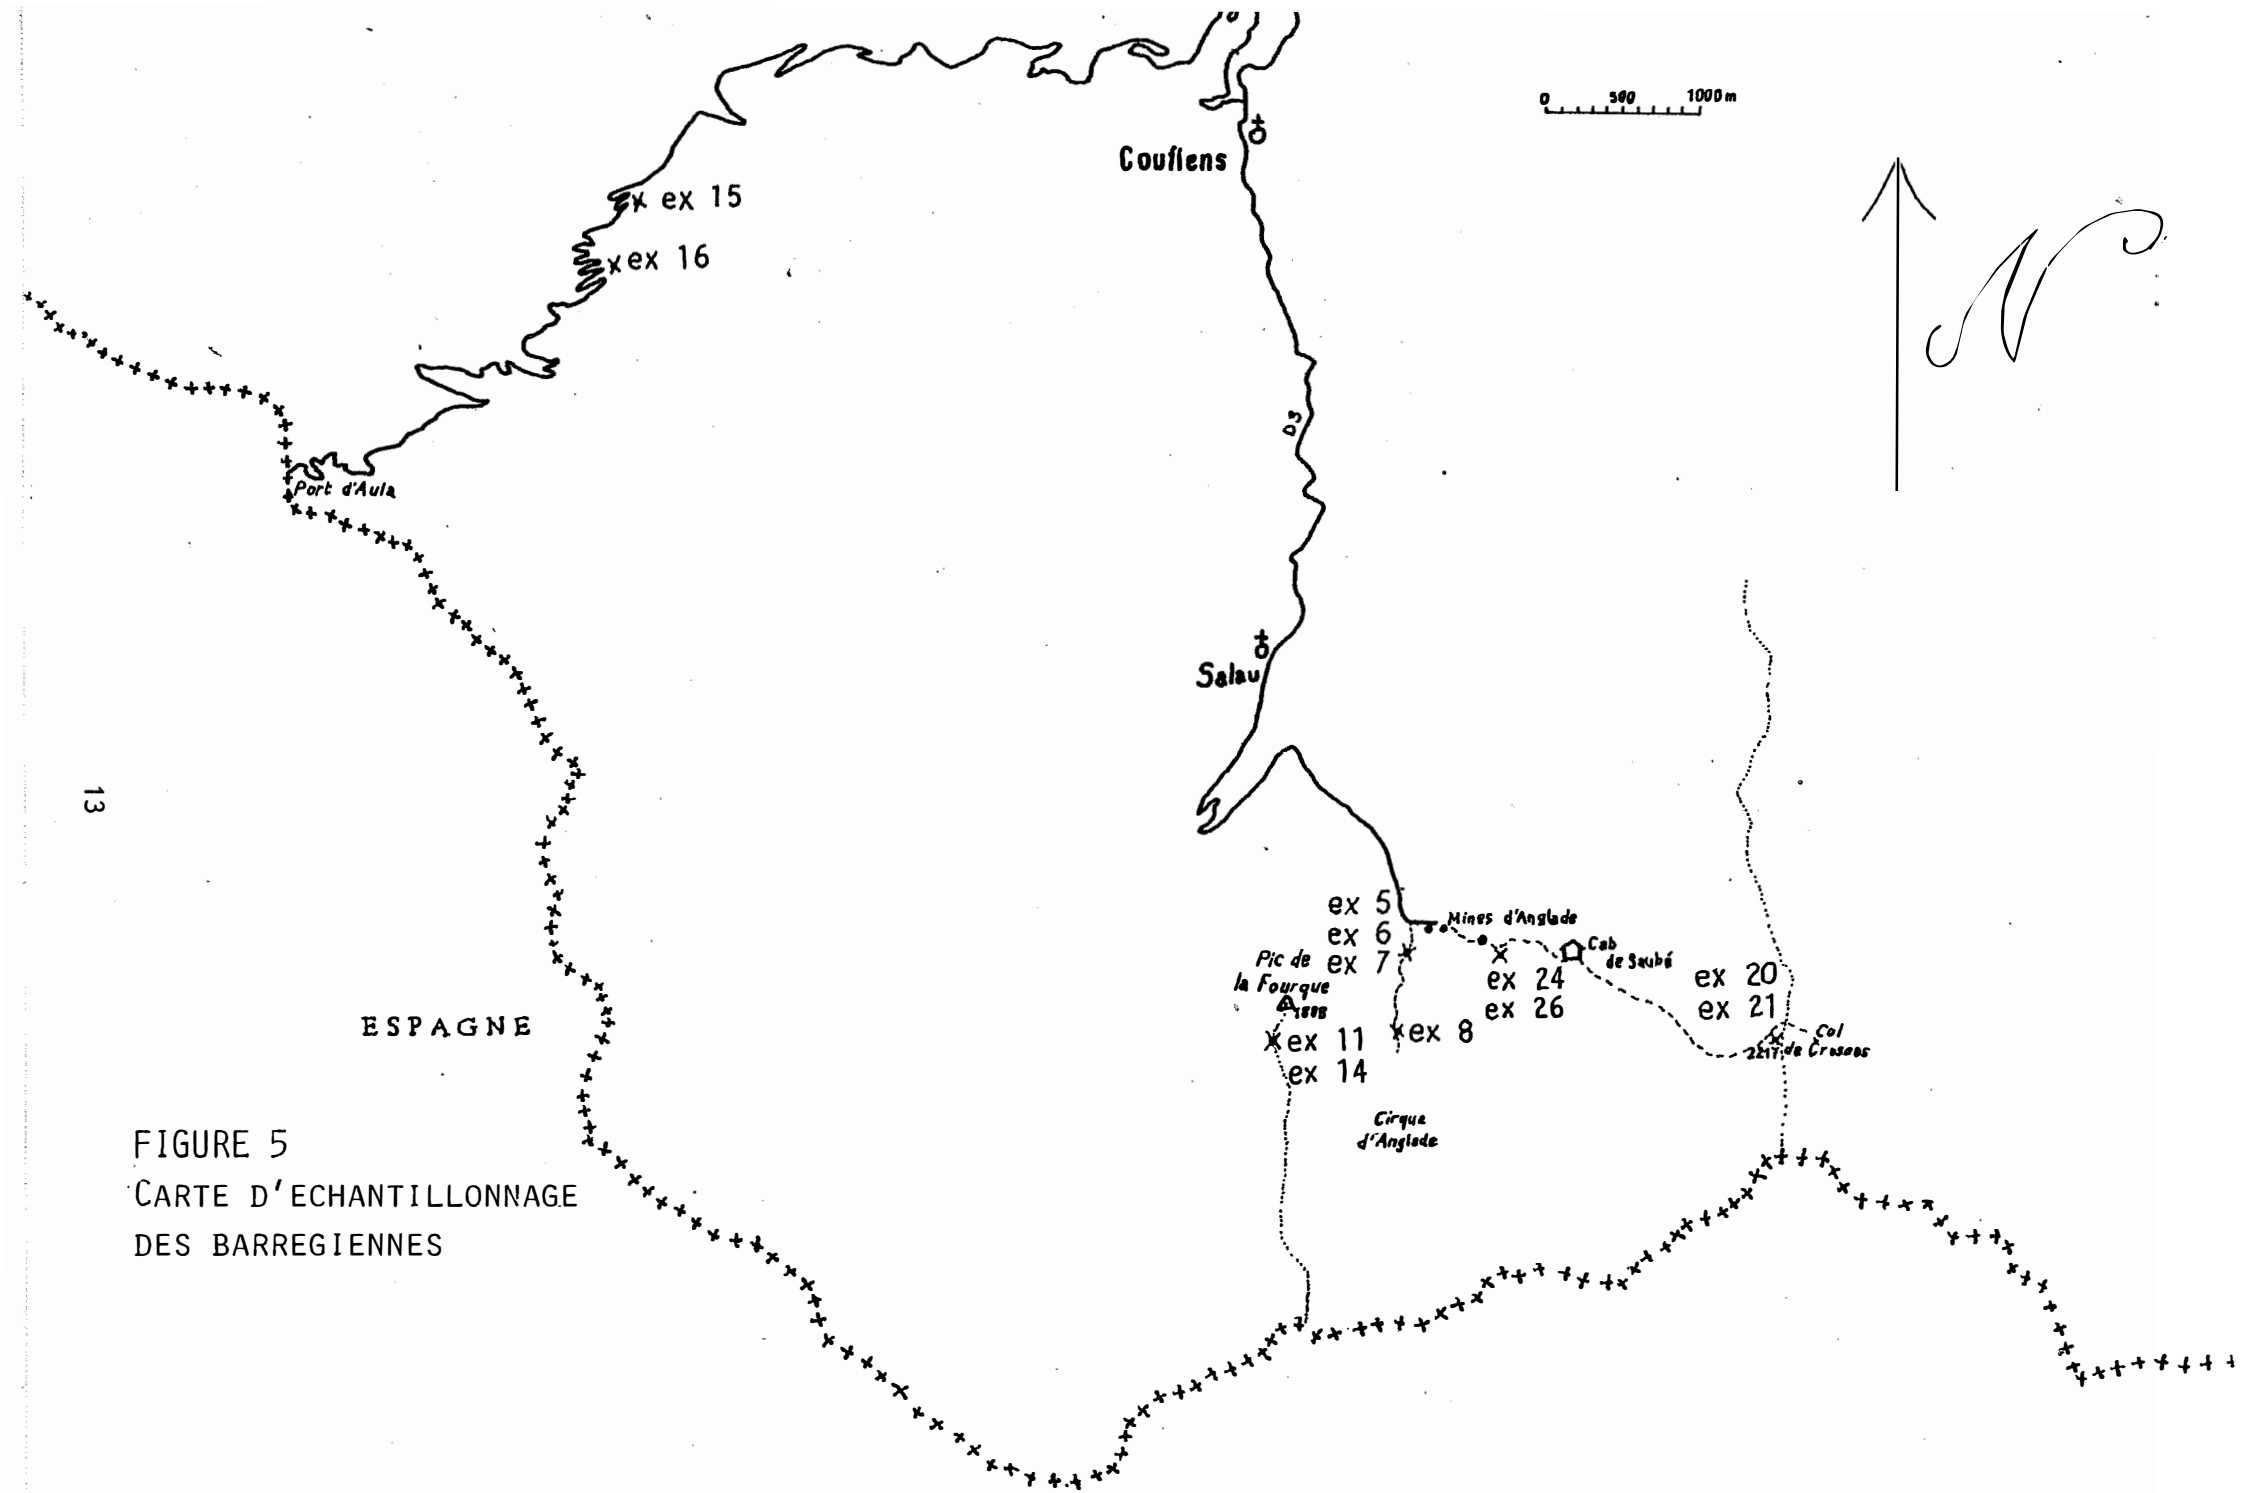 0 500 1000 m
Couflens
ex 15
ex 16
N
D3
Port d'Aula
Salau
13
ex 5
Mines d'Anglade
ex 6
Cab
de Saubé
Pic de
la Fourque
ex 7
ex 24
ex 26
ex 20
ex 21
ESPAGNE
ex 11
ex 14
ex 8
Col
2217 de Crusous
Cirque
d'Anglade
FIGURE 5
CARTE D'ECHANTILLONNAGE
DES BARREGIENNES